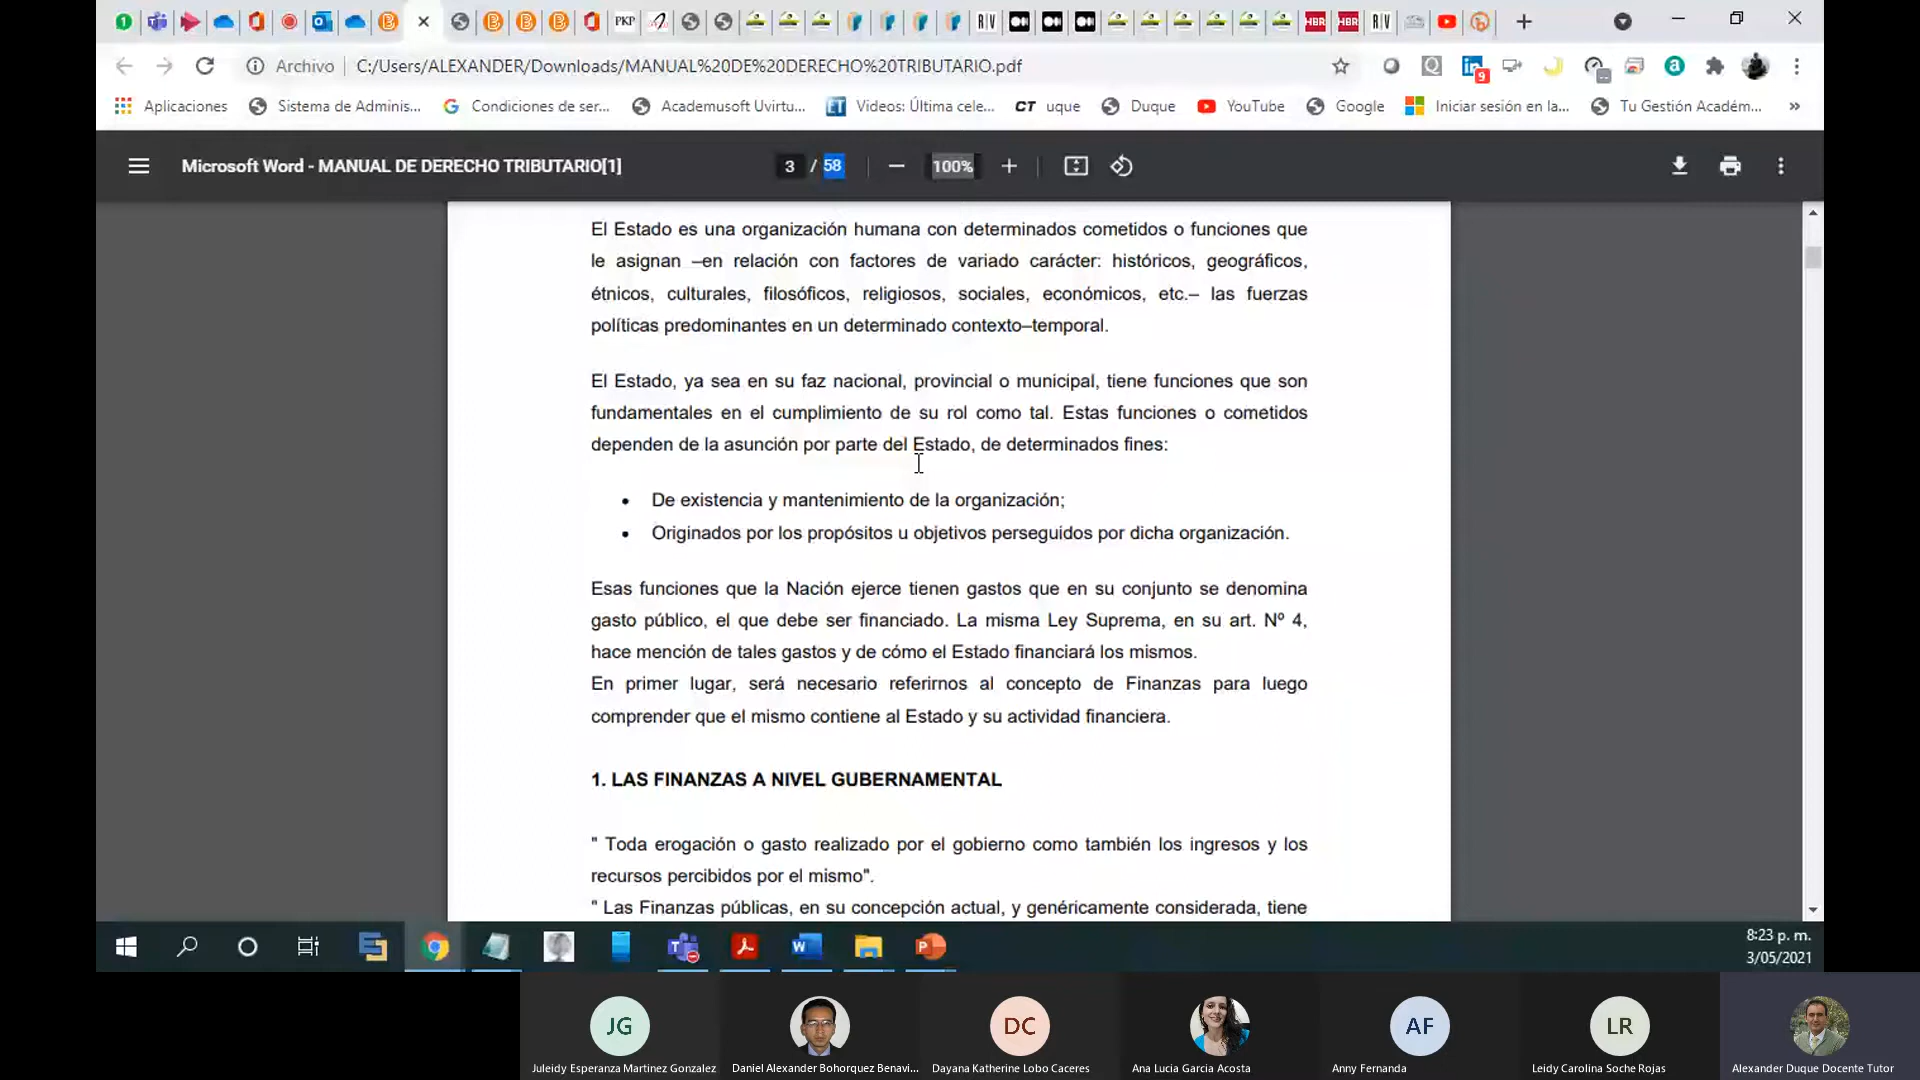 PKP
R|V
HBR
HBR
R|V
Archivo
C:/Users/ALEXANDER/Downloads/MANUAL%20DE%20DERECHO%20TRIBUTARIO.pdf
9
Aplicaciones
Sistema de Adminis...
Condiciones de ser...
Academusoft Uvirtu...
ET Videos: Última cele...
CT uque
Duque
YouTube
Google
Iniciar sesión en la...
Tu Gestión Académ...
»
Microsoft Word - MANUAL DE DERECHO TRIBUTARIO[1]
3 / 58
100%
El Estado es una organización humana con determinados cometidos o funciones que
le asignan –en relación con factores de variado carácter: históricos, geográficos,
étnicos, culturales, filosóficos, religiosos, sociales, económicos, etc.– las fuerzas
políticas predominantes en un determinado contexto–temporal.
El Estado, ya sea en su faz nacional, provincial o municipal, tiene funciones que son
fundamentales en el cumplimiento de su rol como tal. Estas funciones o cometidos
dependen de la asunción por parte del Estado, de determinados fines:
• De existencia y mantenimiento de la organización;
• Originados por los propósitos u objetivos perseguidos por dicha organización.
Esas funciones que la Nación ejerce tienen gastos que en su conjunto se denomina
gasto público, el que debe ser financiado. La misma Ley Suprema, en su art. Nº 4,
hace mención de tales gastos y de cómo el Estado financiará los mismos.
En primer lugar, será necesario referirnos al concepto de Finanzas para luego
comprender que el mismo contiene al Estado y su actividad financiera.
1. LAS FINANZAS A NIVEL GUBERNAMENTAL
" Toda erogación o gasto realizado por el gobierno como también los ingresos y los
recursos percibidos por el mismo".
" Las Finanzas públicas, en su concepción actual, y genéricamente considerada, tiene
8:23 p. m.
3/05/2021
JG
DC
AF
LR
Juleidy Esperanza Martinez Gonzalez
Daniel Alexander Bohorquez Benavi...
Dayana Katherine Lobo Caceres
Ana Lucia Garcia Acosta
Anny Fernanda
Leidy Carolina Soche Rojas
Alexander Duque Docente Tutor